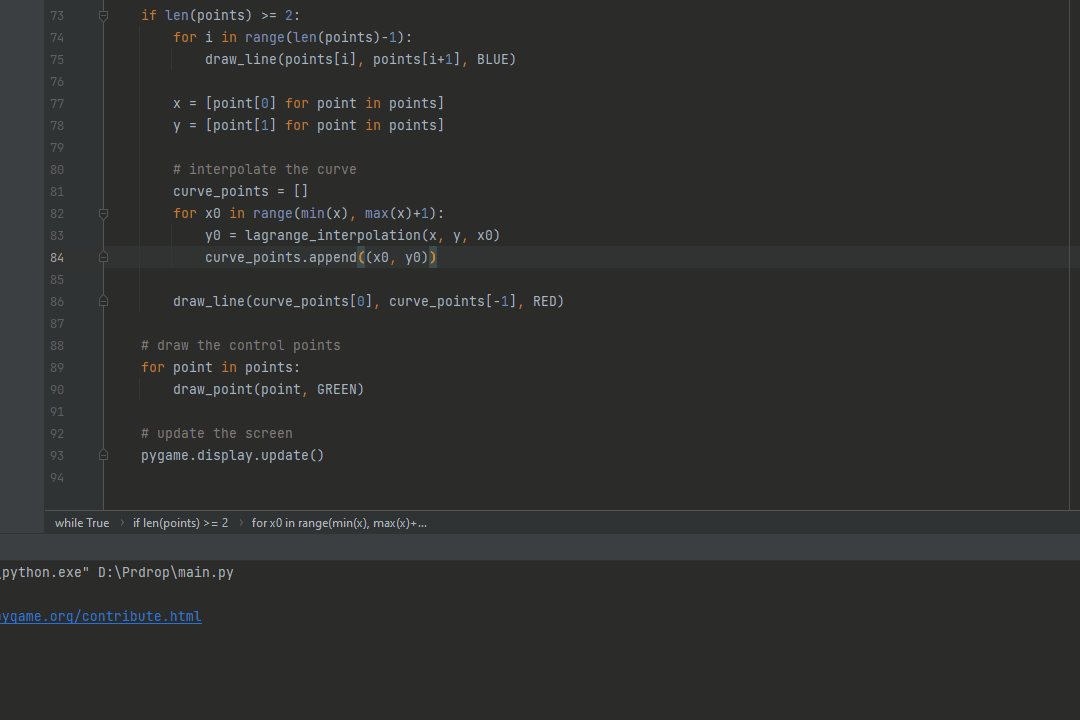 73 if len(points) >= 2:
74 for i in range(len(points)-1):
75 draw_line(points[i], points[i+1], BLUE)
76
77 x = [point[0] for point in points]
78 y = [point[1] for point in points]
79
80 # interpolate the curve
81 curve_points = []
82 for x0 in range(min(x), max(x)+1):
83 y0 = lagrange_interpolation(x, y, x0)
84 curve_points.append((x0, y0))
85
86 draw_line(curve_points[0], curve_points[-1], RED)
87
88 # draw the control points
89 for point in points:
90 draw_point(point, GREEN)
91
92 # update the screen
93 pygame.display.update()
94
while True › if len(points) >= 2 › for x0 in range(min(x), max(x)+...
\python.exe" D:\Prdrop\main.py
ygame.org/contribute.html